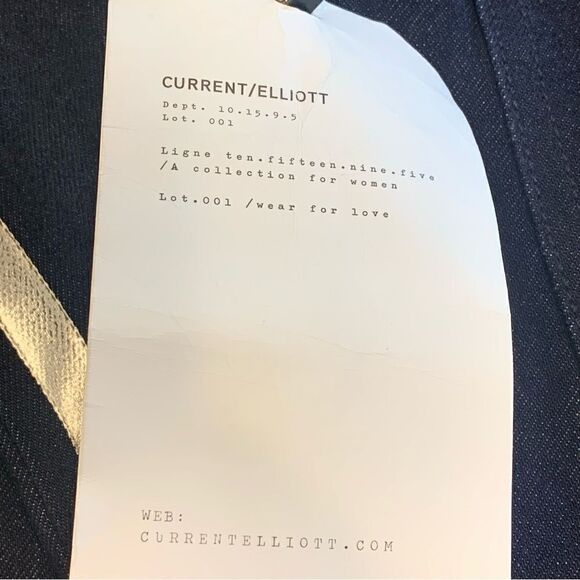 CURRENT/ELLIOTT
Dept. 10.15.9.5
Lot. 001
Ligne ten.fifteen.nine.five
/A collection for women
Lot.001 /wear for love
WEB:
CURRENTELLIOTT.COM